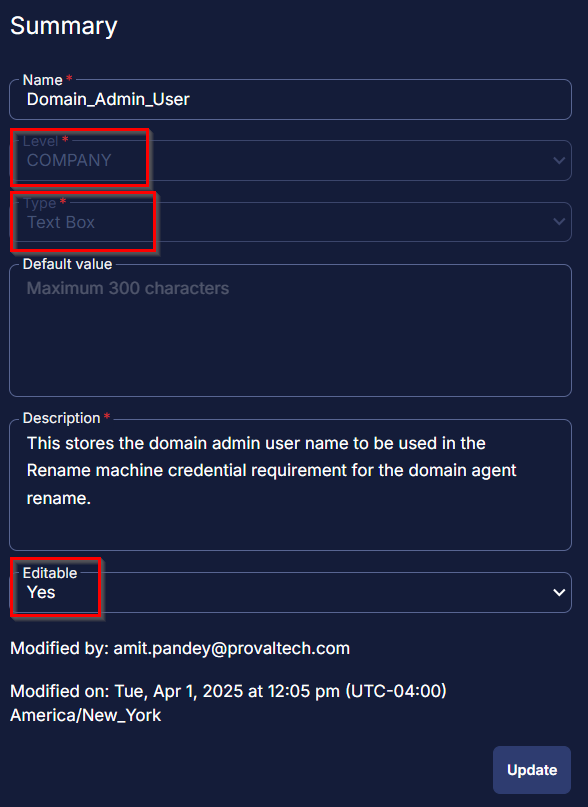 Summary
Name *
Domain_Admin_User
Level *
COMPANY
Type *
Text Box
Default value
Maximum 300 characters
Description *
This stores the domain admin user name to be used in the
Rename machine credential requirement for the domain agent
rename.
Editable
Yes
Modified by: amit.pandey@provaltech.com
Modified on: Tue, Apr 1, 2025 at 12:05 pm (UTC-04:00)
America/New_York
Update